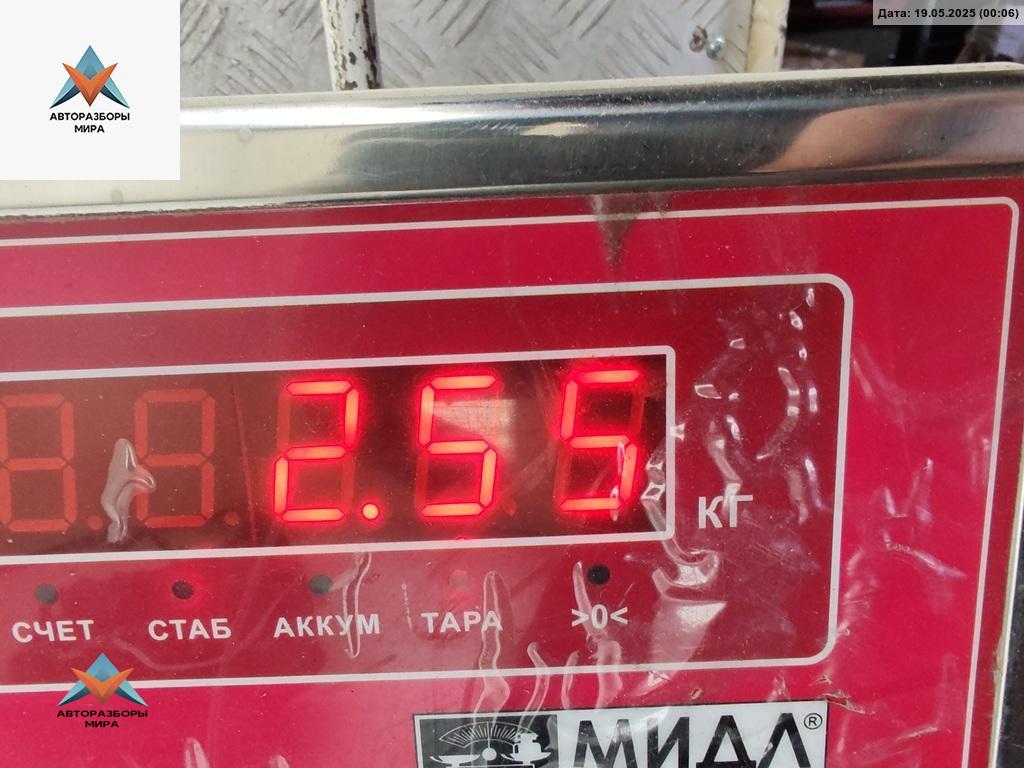 Дата: 19.05.2025 (00:06)
АВТОРАЗБОРЫ
МИРА
2.55
КГ
СЧЕТ СТАБ АККУМ ТАРА >0<
АВТОРАЗБОРЫ
МИРА
МИДЛ®